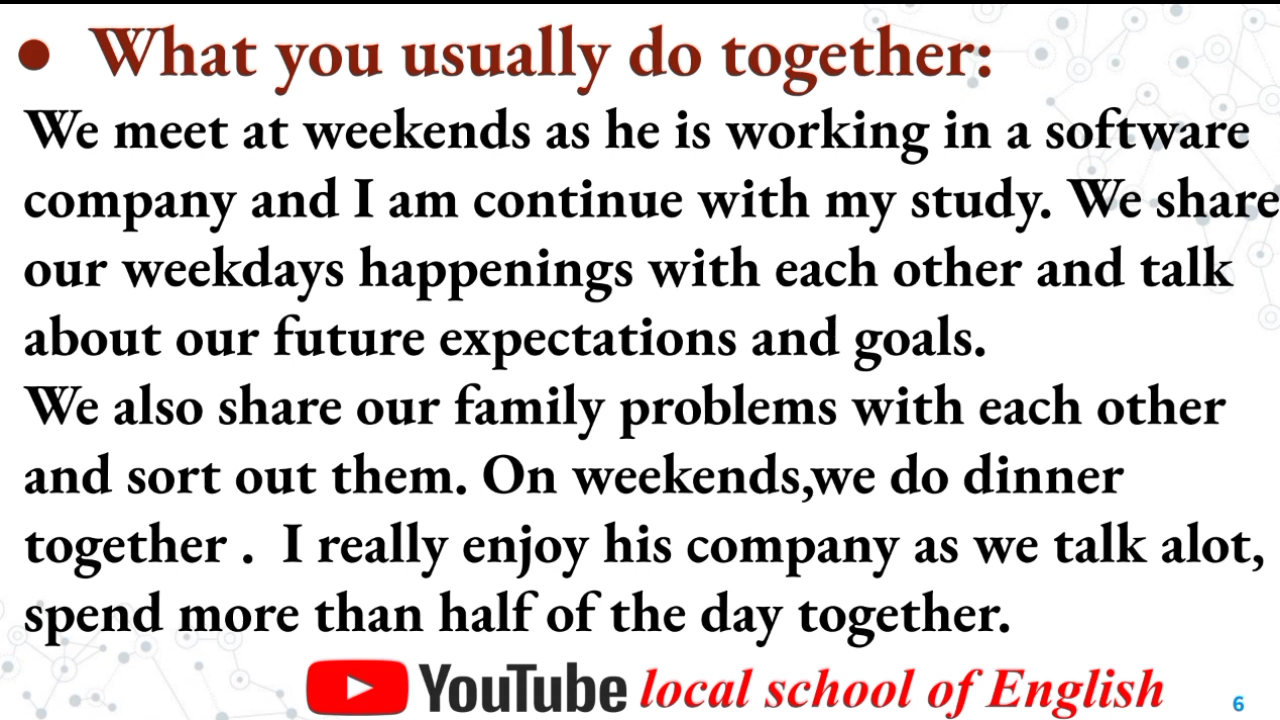 ● What you usually do together:
We meet at weekends as he is working in a software
company and I am continue with my study. We share
our weekdays happenings with each other and talk
about our future expectations and goals.
We also share our family problems with each other
and sort out them. On weekends,we do dinner
together .  I really enjoy his company as we talk alot,
spend more than half of the day together.
YouTube local school of English
6